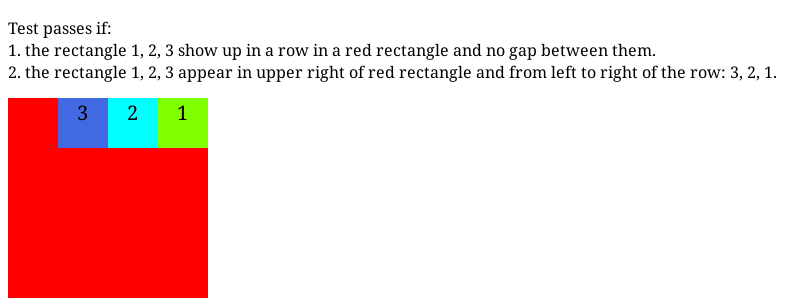 Test passes if:
1. the rectangle 1, 2, 3 show up in a row in a red rectangle and no gap between them.
2. the rectangle 1, 2, 3 appear in upper right of red rectangle and from left to right of the row: 3, 2, 1.
3 2 1